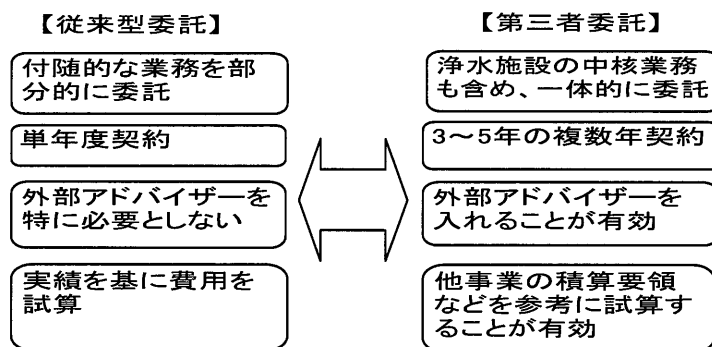 【従来型委託】
付随的な業務を部
分的に委託
単年度契約
外部アドバイザーを
特に必要としない
実績を基に費用を
試算
【第三者委託】
浄水施設の中核業務
も含め、一体的に委託
3～5年の複数年契約
外部アドバイザーを
入れることが有効
他事業の積算要領
などを参考に試算す
ることが有効